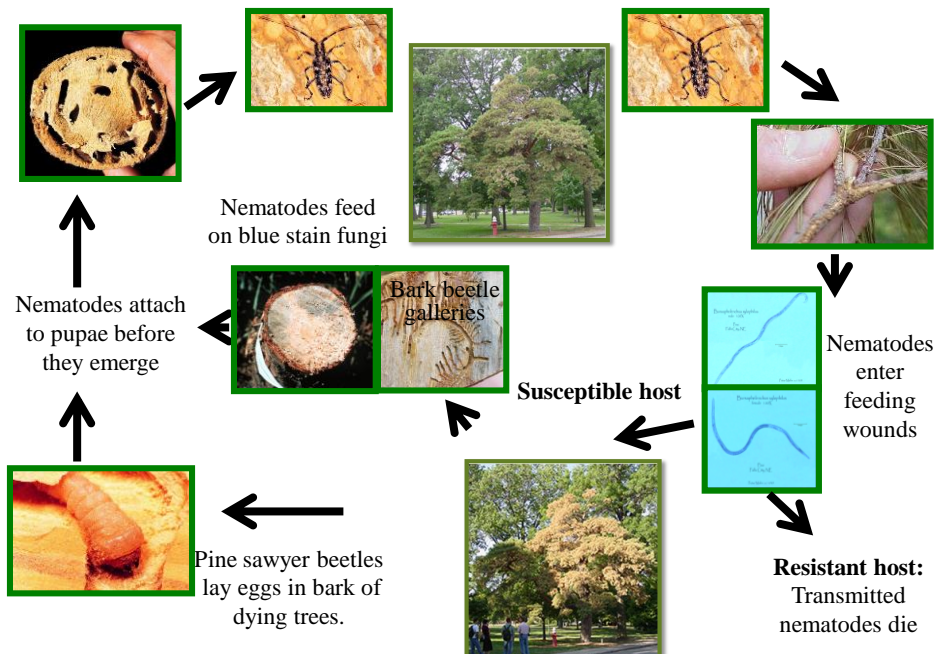 Nematodes feed
on blue stain fungi
Bark beetle
galleries
Nematodes attach
to pupae before
they emerge
Nematodes
enter
feeding
wounds
Susceptible host
Pine sawyer beetles
lay eggs in bark of
dying trees.
Resistant host:
Transmitted
nematodes die